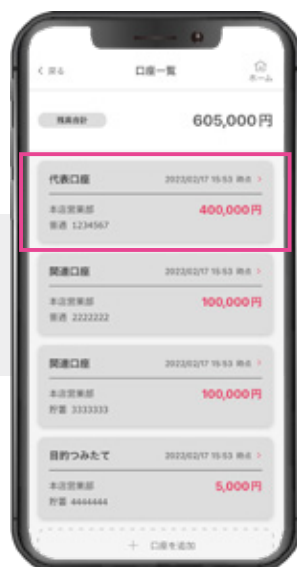 戻る
口座一覧
ホーム
残高合計
605,000円
代表口座
2022/02/17 15:53 時点
本店営業部
400,000円
普通 1234567
関連口座
2022/02/17 15:53 時点
本店営業部
100,000円
普通 2222222
関連口座
2022/02/17 15:53 時点
本店営業部
100,000円
貯蓄 3333333
目的つみたて
2022/02/17 15:53 時点
本店営業部
5,000円
貯蓄 4444444
＋ 口座を追加